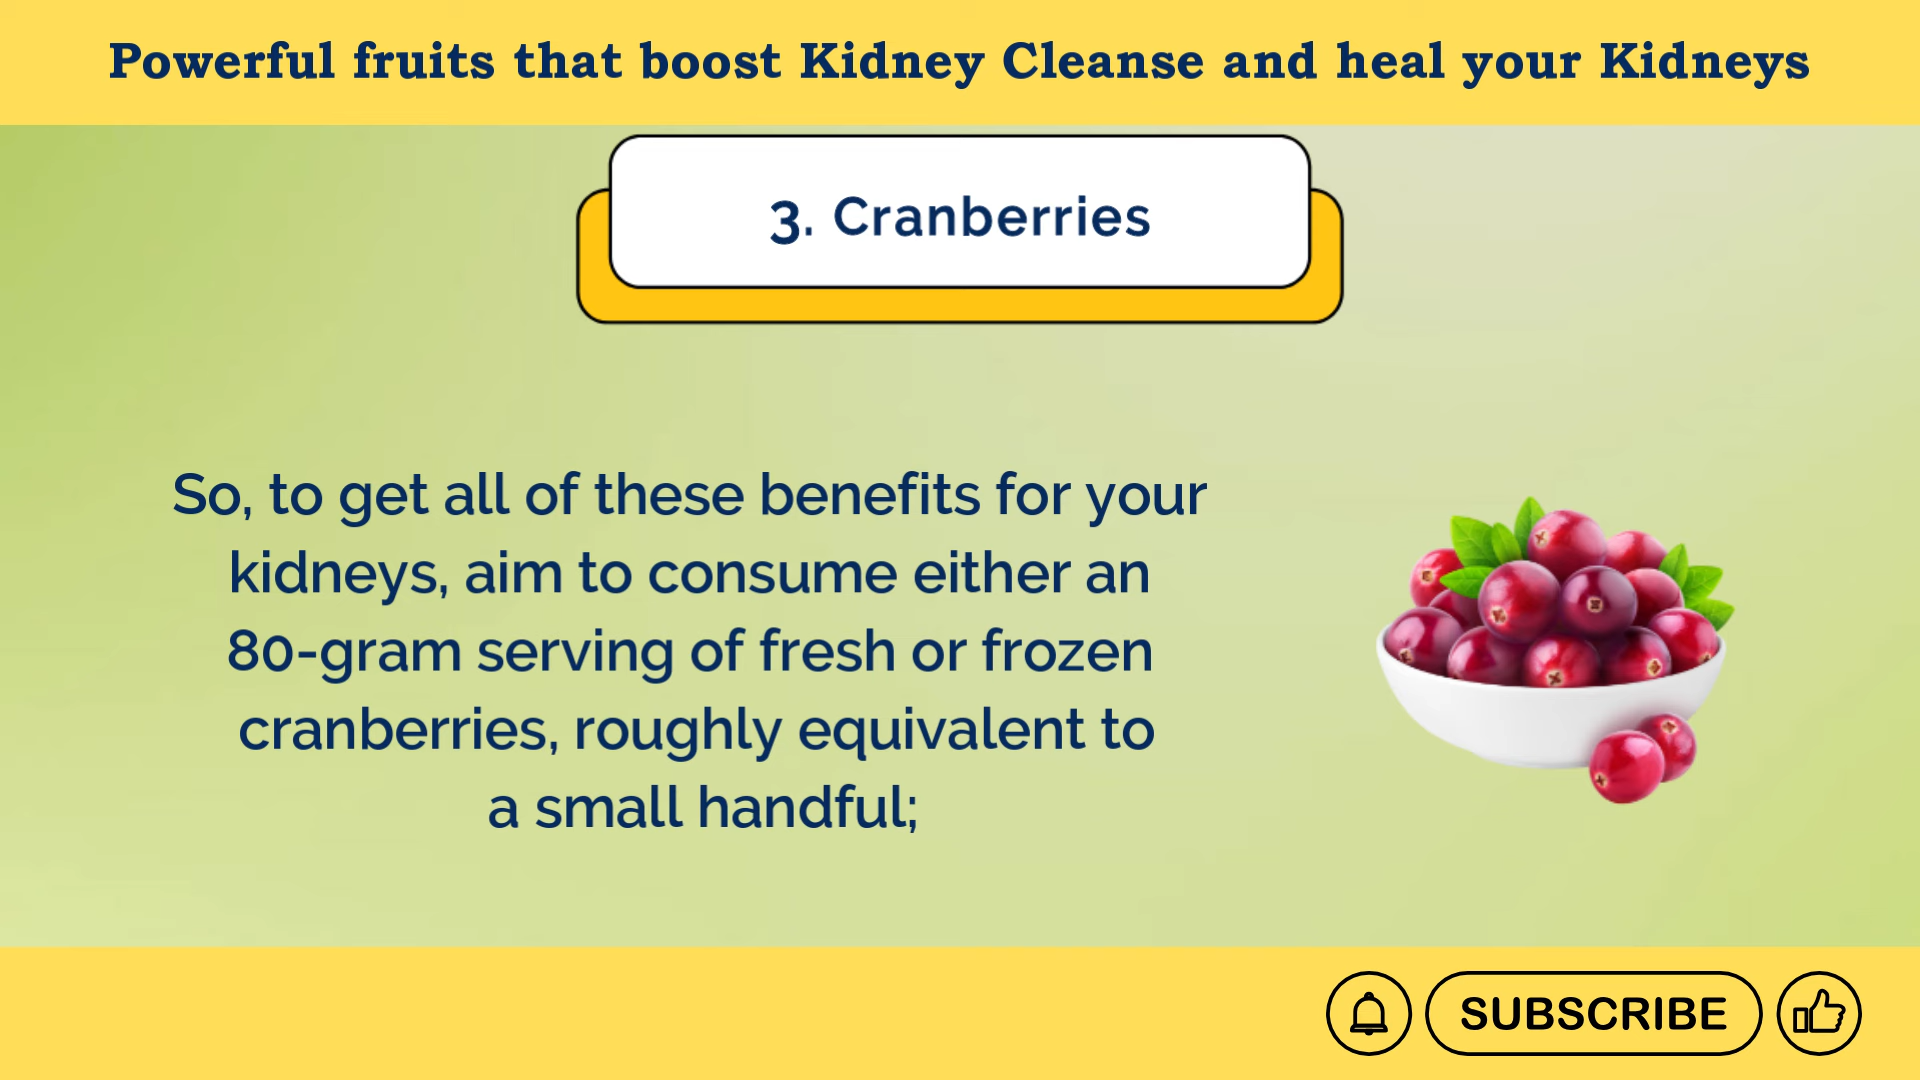 Powerful fruits that boost Kidney Cleanse and heal your Kidneys
3. Cranberries
So, to get all of these benefits for your
kidneys, aim to consume either an
80-gram serving of fresh or frozen
cranberries, roughly equivalent to
a small handful;
SUBSCRIBE